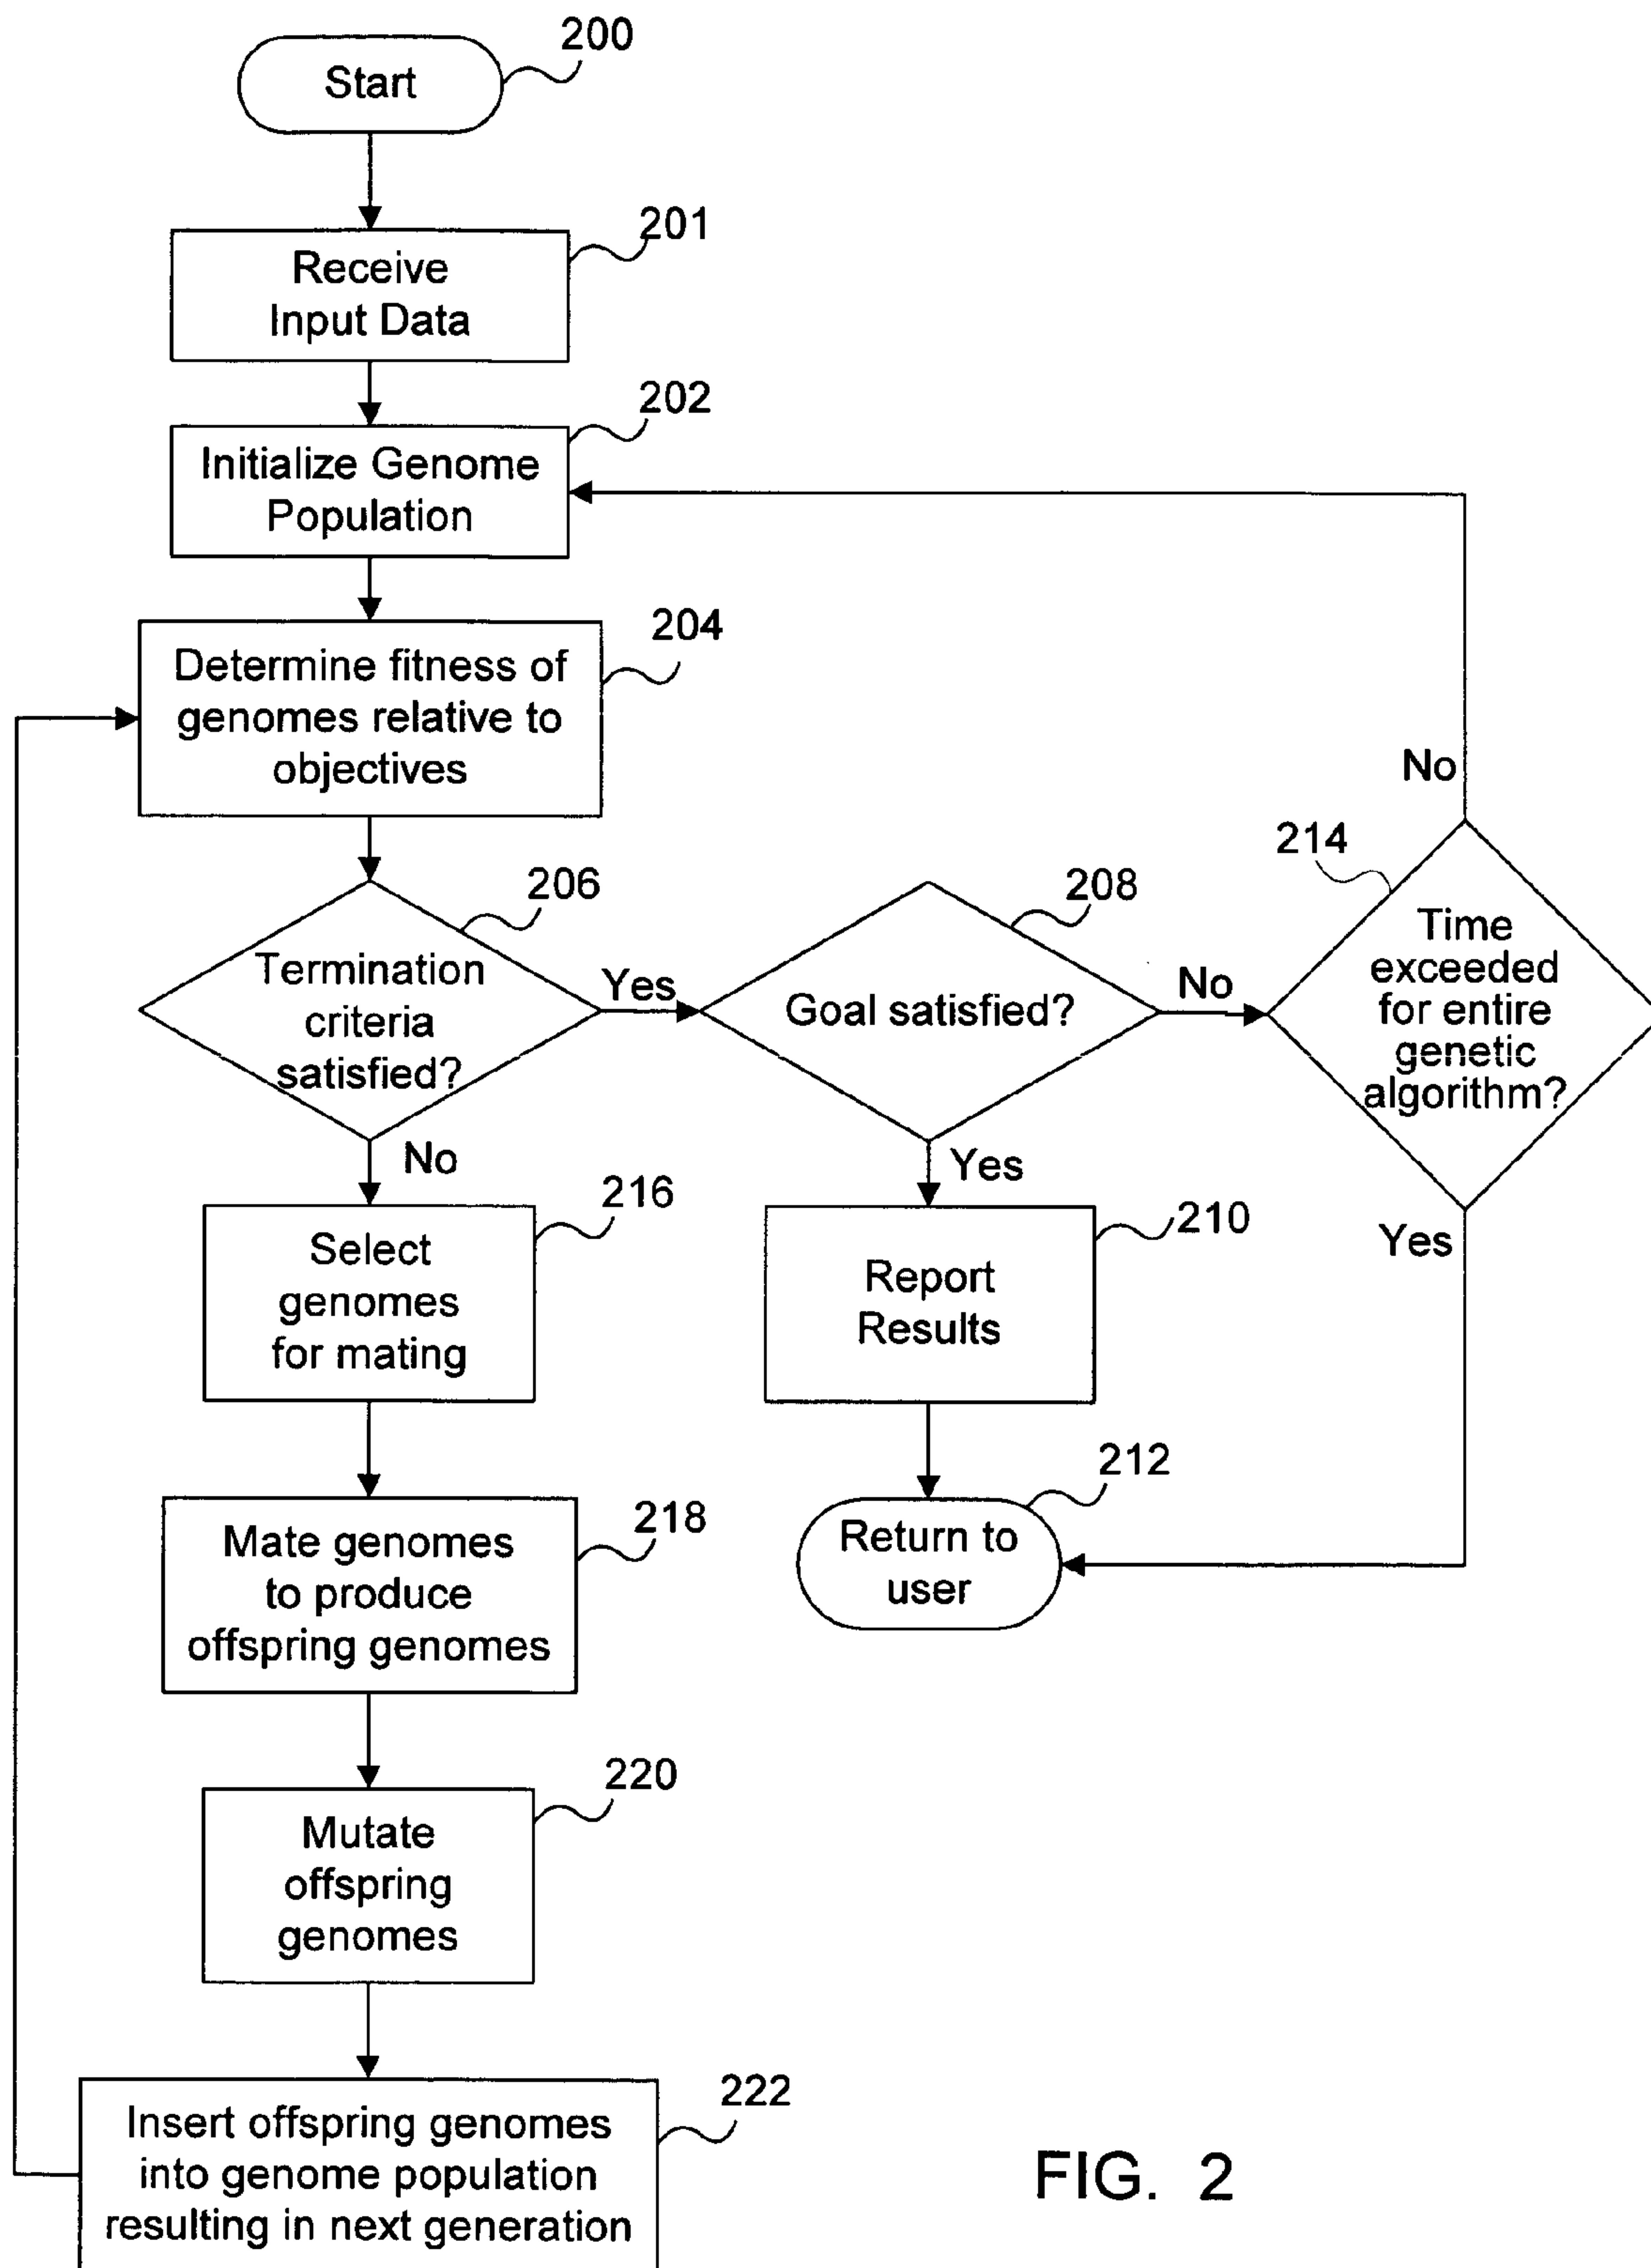 200
Start
201
Receive
Input Data
202
Initialize Genome
Population
204
Determine fitness of
genomes relative to
objectives
206
Termination
criteria
satisfied?
Yes
No
208
Goal satisfied?
No
Yes
214
Time
exceeded
for entire
genetic
algorithm?
No
Yes
216
Select
genomes
for mating
210
Report
Results
212
Return to
user
218
Mate genomes
to produce
offspring genomes
220
Mutate
offspring
genomes
222
Insert offspring genomes
into genome population
resulting in next generation
FIG. 2